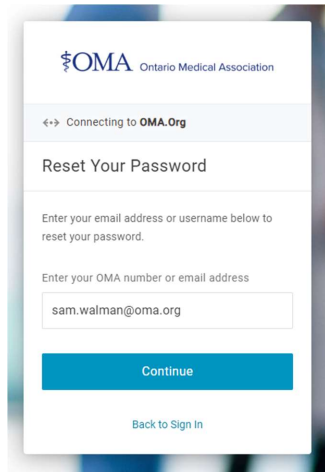 OMA Ontario Medical Association
Connecting to OMA.Org
Reset Your Password
Enter your email address or username below to
reset your password.
Enter your OMA number or email address
sam.walman@oma.org
Continue
Back to Sign In